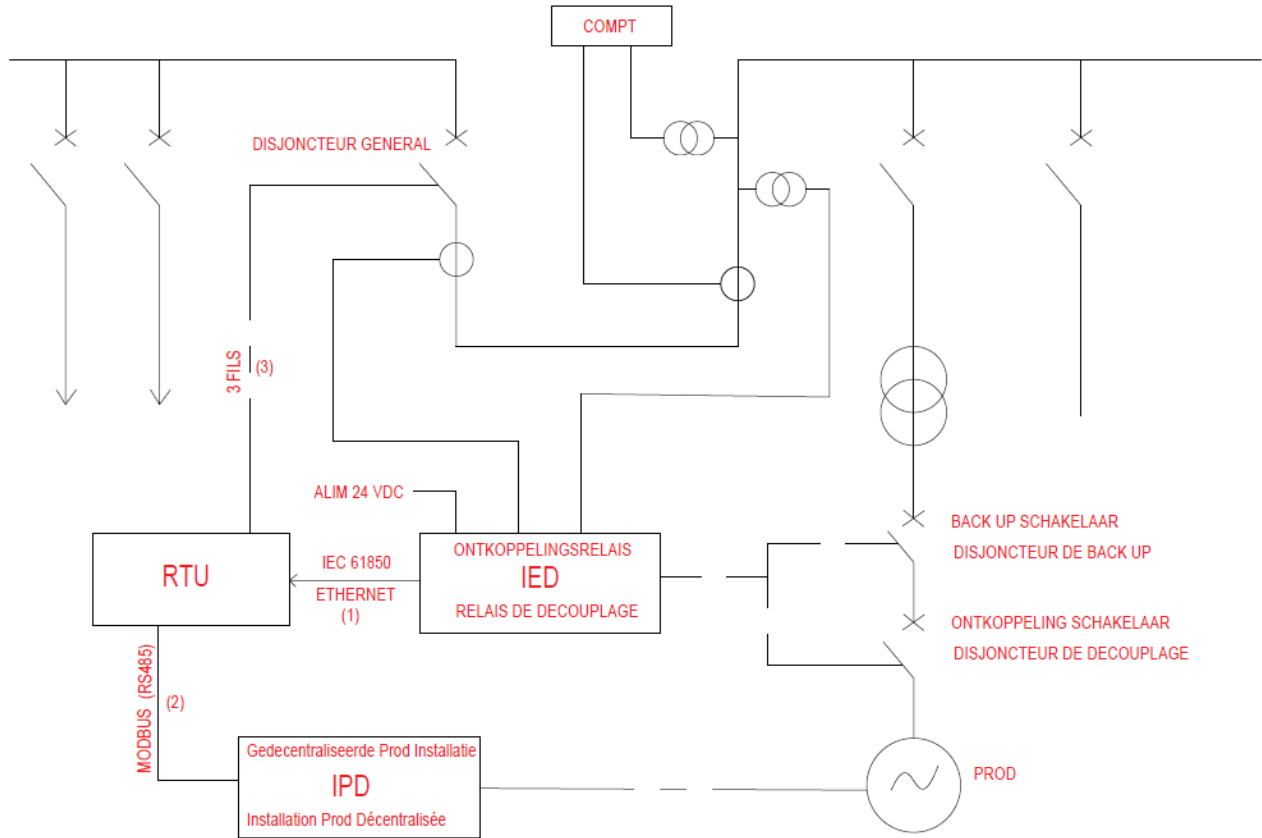 COMPT
DISJONCTEUR GENERAL
3 FILS
(3)
ALIM 24 VDC
BACK UP SCHAKELAAR
DISJONCTEUR DE BACK UP
RTU
IEC 61850
ETHERNET
(1)
ONTKOPPELINGSRELAIS
IED
RELAIS DE DECOUPLAGE
ONTKOPPELING SCHAKELAAR
DISJONCTEUR DE DECOUPLAGE
MODBUS (RS485)
(2)
Gedecentraliseerde Prod Installatie
IPD
Installation Prod Décentralisée
PROD